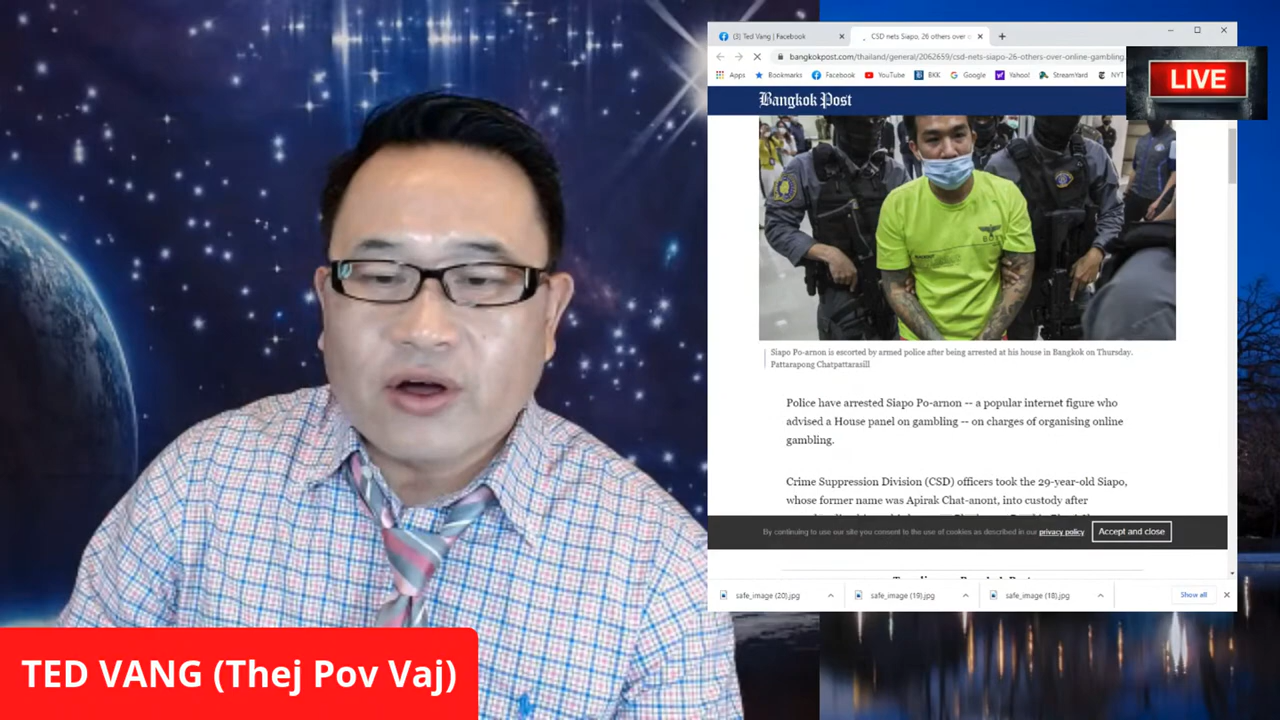 (3) Ted Vang | Facebook
CSD nets Siapo, 26 others over o
bangkokpost.com/thailand/general/2062659/csd-nets-siapo-26-others-over-online-gambling
Apps Bookmarks Facebook YouTube BKK Google Yahoo! StreamYard NYT
LIVE
Bangkok Post
BOY
Siapo Po-arnon is escorted by armed police after being arrested at his house in Bangkok on Thursday.
Pattarapong Chatpattarasill
Police have arrested Siapo Po-arnon -- a popular internet figure who
advised a House panel on gambling -- on charges of organising online
gambling.
Crime Suppression Division (CSD) officers took the 29-year-old Siapo,
whose former name was Apirak Chat-anont, into custody after
By continuing to use our site you consent to the use of cookies as described in our privacy policy
Accept and close
safe_image (20).jpg safe_image (19).jpg safe_image (18).jpg Show all
TED VANG (Thej Pov Vaj)